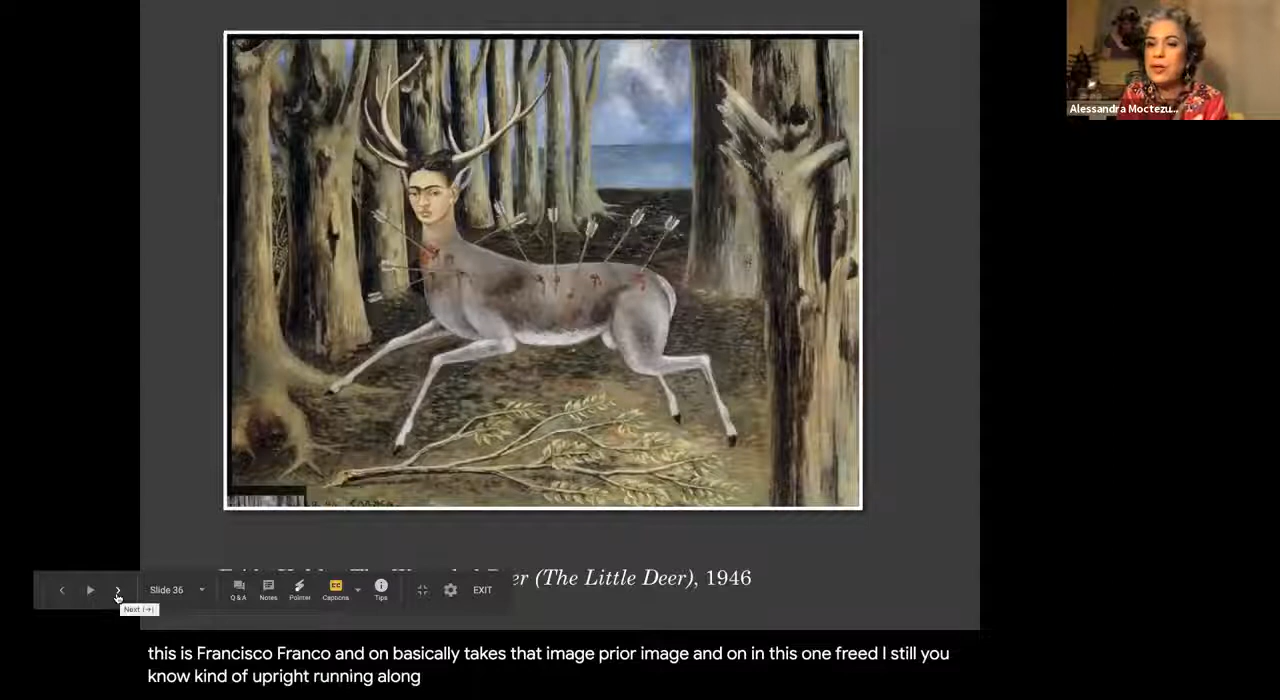 Alessandra Moctezu...
er (The Little Deer), 1946
Slide 36
Q & A
Notes
Pointer
CC
Captions
Tips
EXIT
Next (→)
this is Francisco Franco and on basically takes that image prior image and on in this one freed I still you
know kind of upright running along